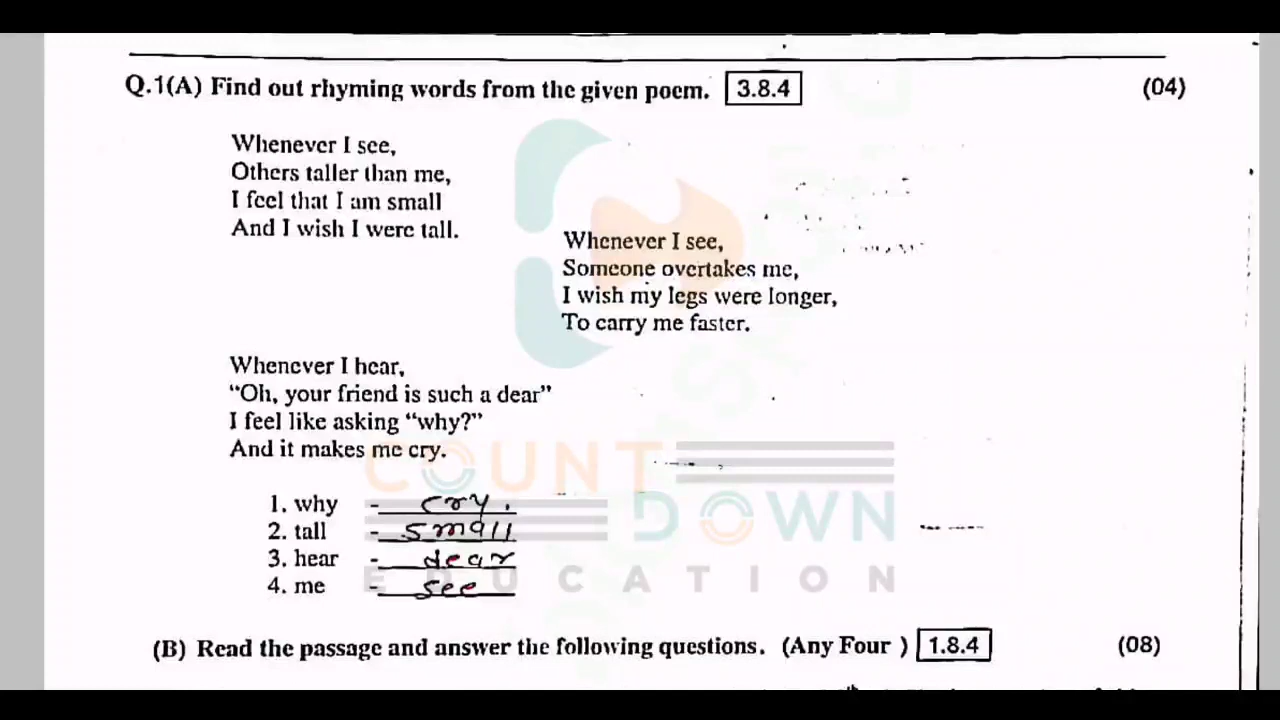 Q.1(A) Find out rhyming words from the given poem. 3.8.4 (04)
Whenever I see,
Others taller than me,
I feel that I am small
And I wish I were tall.
Whenever I see,
Someone overtakes me,
I wish my legs were longer,
To carry me faster.
Whenever I hear,
“Oh, your friend is such a dear”
I feel like asking “why?”
And it makes me cry.
1. why - cry.
2. tall - small
3. hear - dear
4. me - see
COUNT
DOWN
EDUCATION
(B) Read the passage and answer the following questions. (Any Four ) 1.8.4 (08)